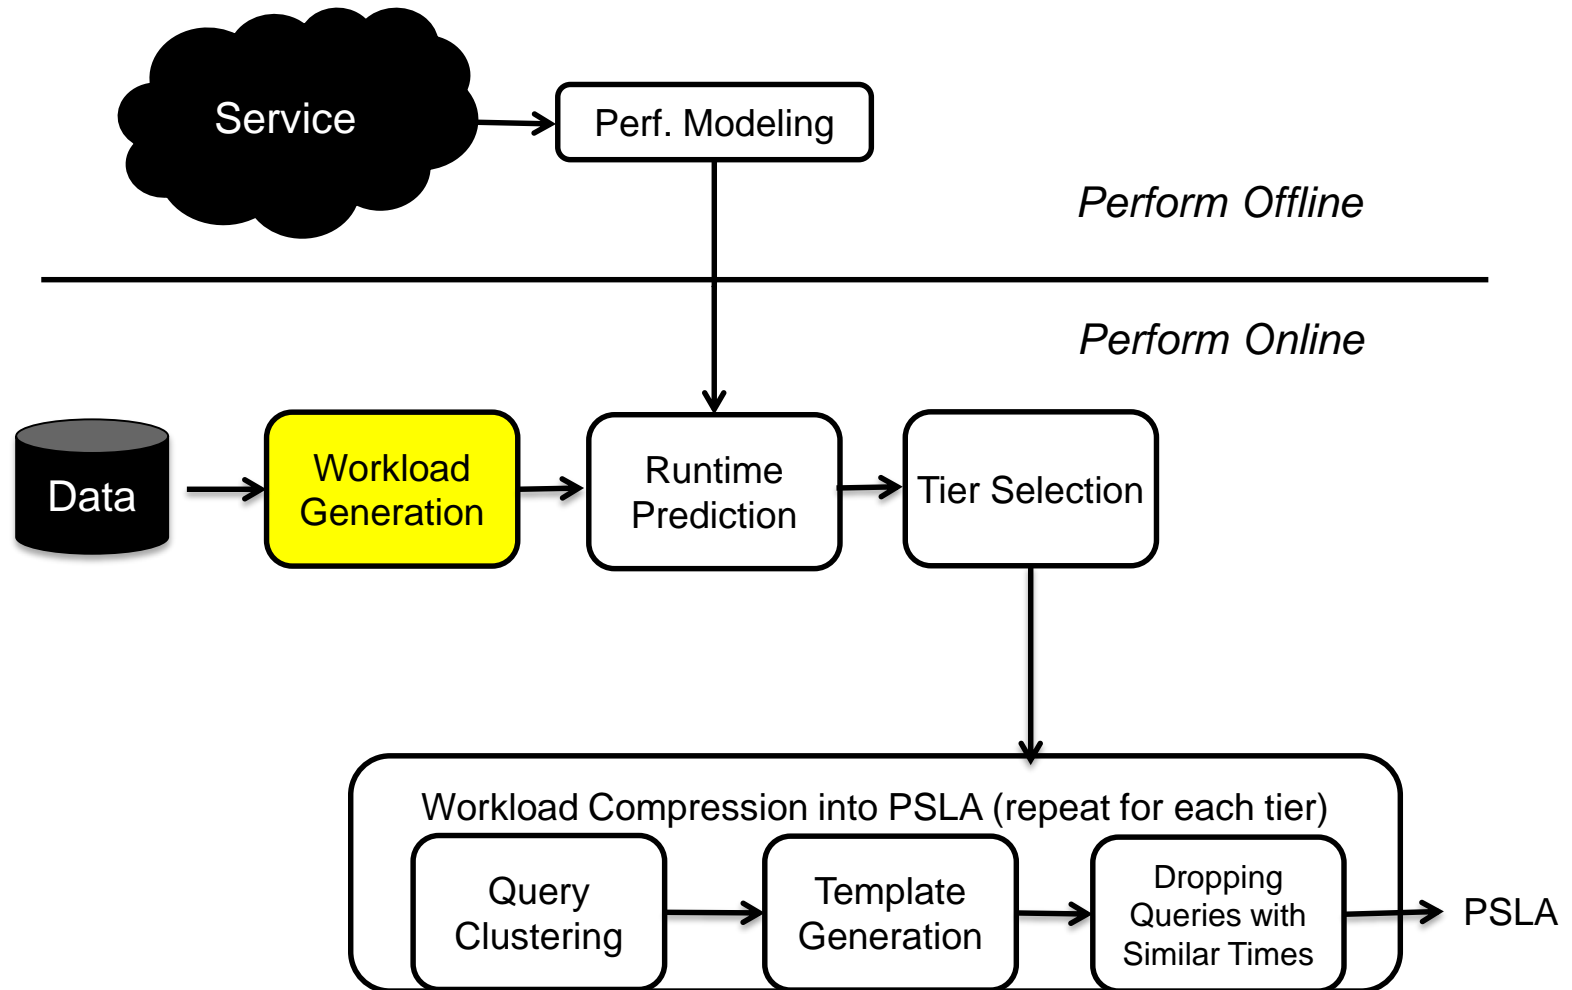 Service
Perf. Modeling
Perform Offline
Perform Online
Data
Workload
Generation
Runtime
Prediction
Tier Selection
Workload Compression into PSLA (repeat for each tier)
Query
Clustering
Template
Generation
Dropping
Queries with
Similar Times
PSLA